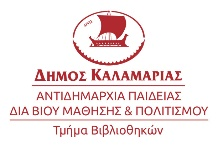 ΔΗΜΟΣ ΚΑΛΑΜΑΡΙΑΣ
ΑΝΤΙΔΗΜΑΡΧΙΑ ΠΑΙΔΕΙΑΣ
ΔΙΑ ΒΙΟΥ ΜΑΘΗΣΗΣ & ΠΟΛΙΤΙΣΜΟΥ
Τμήμα Βιβλιοθηκών